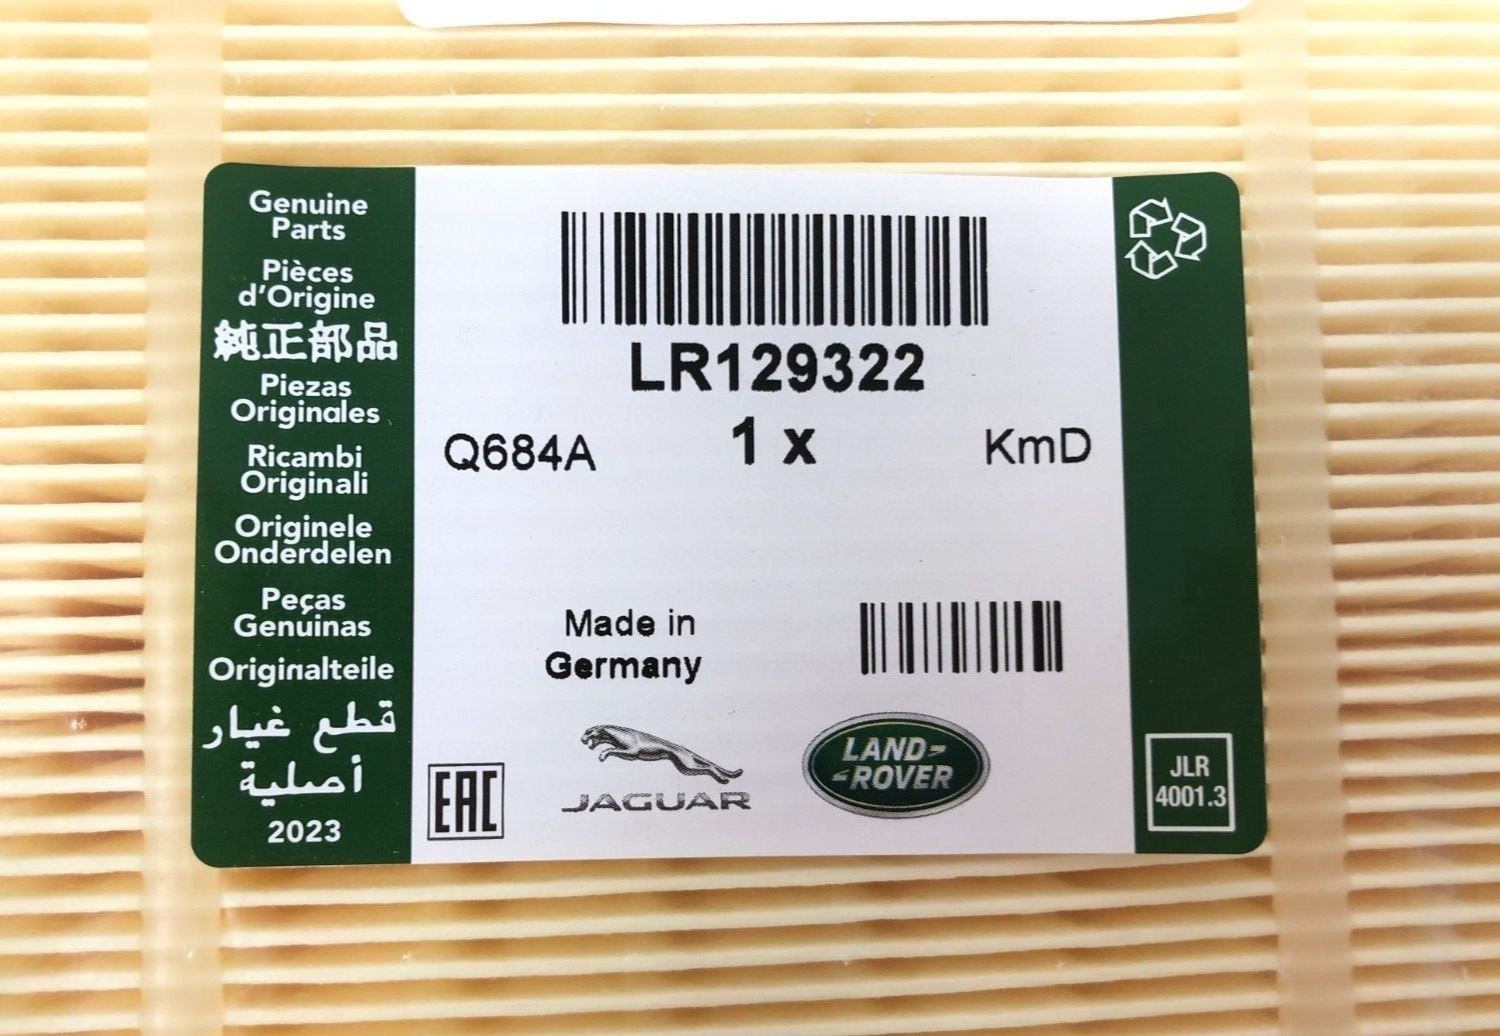 Genuine
Parts
Pièces
d'Origine
純正部品
Piezas
Originales
Ricambi
Originali
Originele
Onderdelen
Peças
Genuinas
Originalteile
قطع غيار
أصلية
2023
LR129322
Q684A 1 x KmD
Made in
Germany
EAC
JAGUAR
LAND-
-ROVER
JLR
4001.3